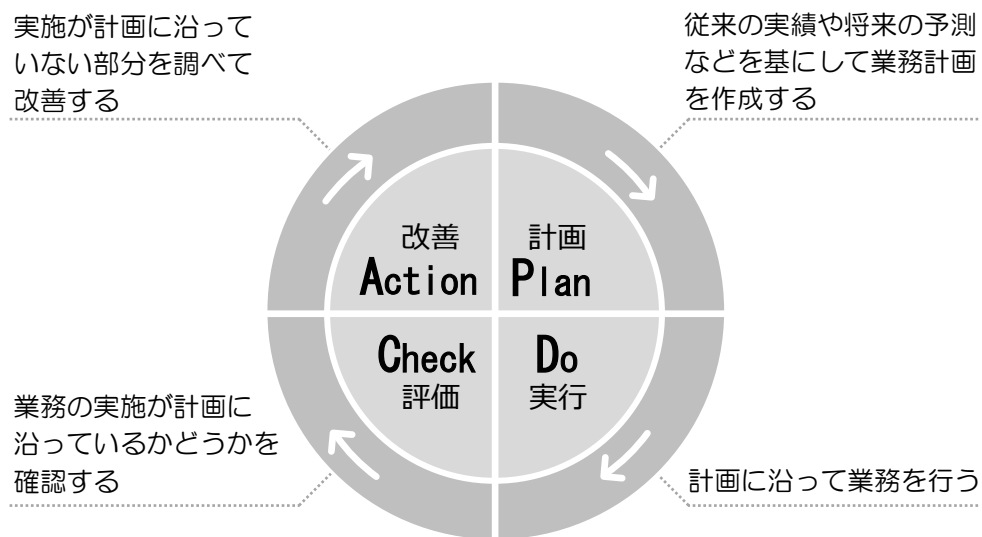 実施が計画に沿って
いない部分を調べて
改善する
従来の実績や将来の予測
などを基にして業務計画
を作成する
改善
Action
計画
Plan
Check
評価
Do
実行
業務の実施が計画に
沿っているかどうかを
確認する
計画に沿って業務を行う